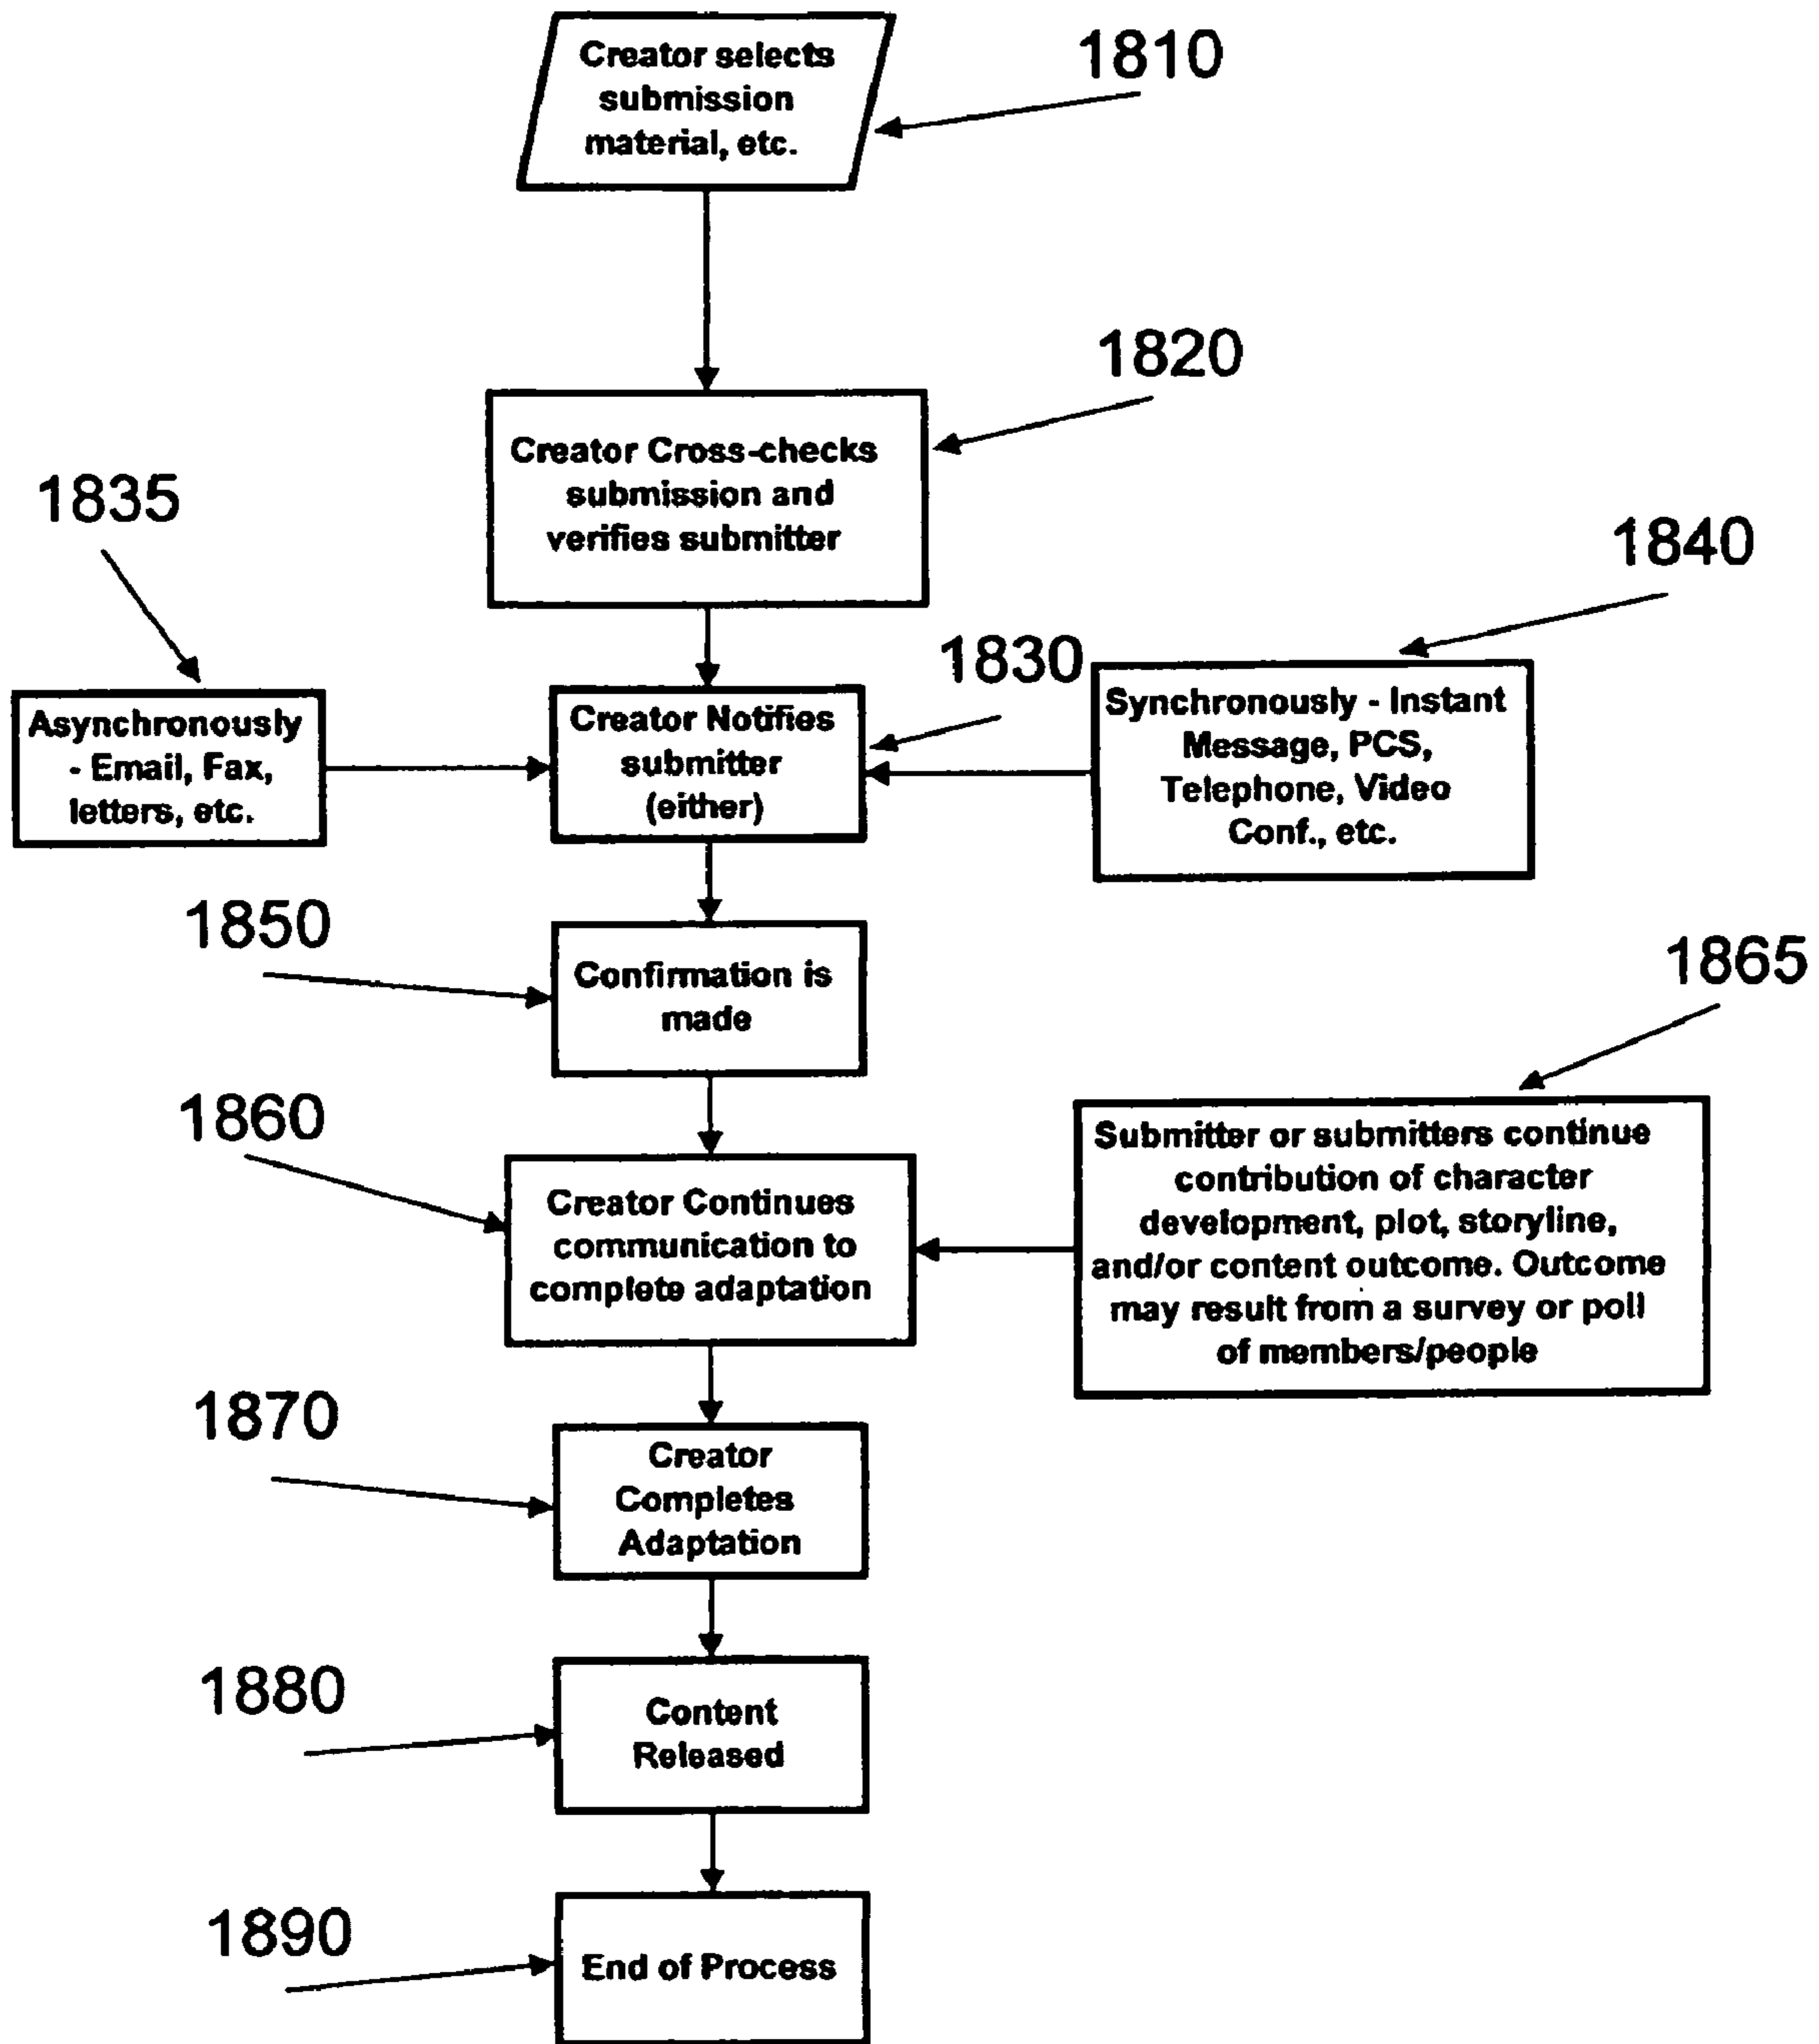 Creator selects
submission
material, etc.
1810
1820
Creator Cross-checks
submission and
verifies submitter
1835
1840
1830
Asynchronously
- Email, Fax,
letters, etc.
Creator Notifies
submitter
(either)
Synchronously - Instant
Message, PCS,
Telephone, Video
Conf., etc.
1850
Confirmation is
made
1865
1860
Creator Continues
communication to
complete adaptation
Submitter or submitters continue
contribution of character
development, plot, storyline,
and/or content outcome. Outcome
may result from a survey or poll
of members/people
1870
Creator
Completes
Adaptation
1880
Content
Released
1890
End of Process